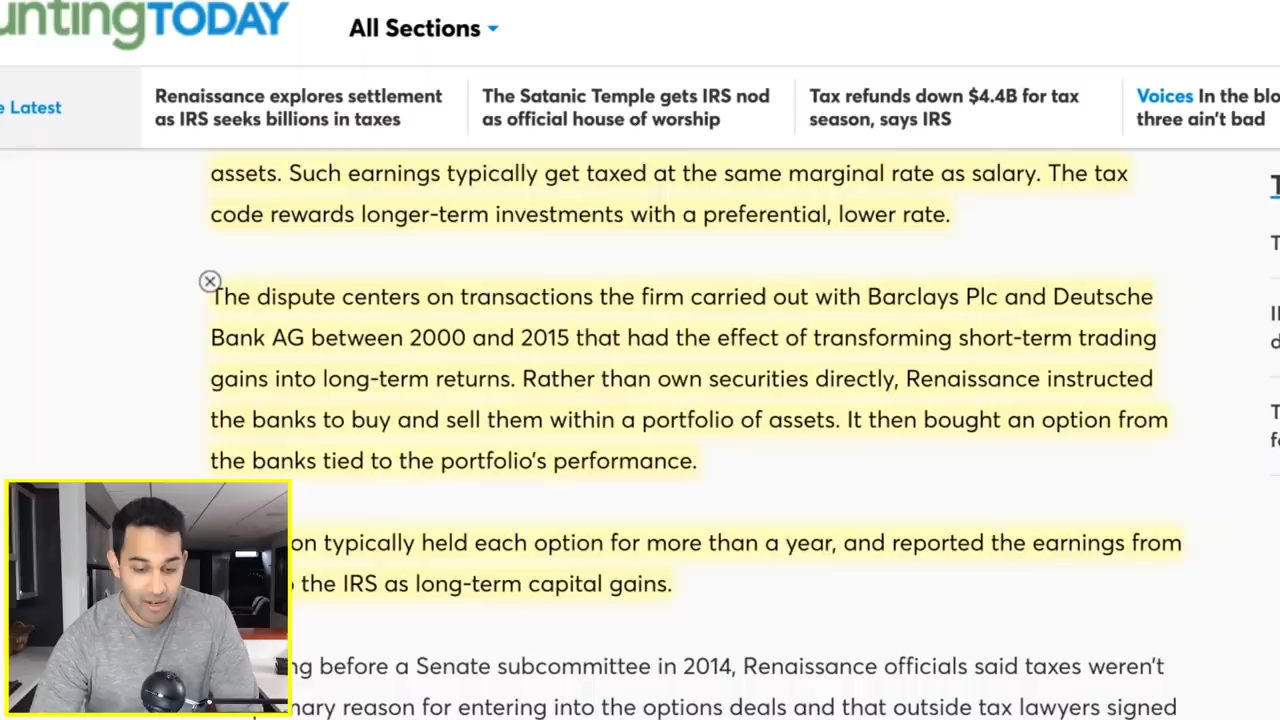 untingTODAY
All Sections
e Latest
Renaissance explores settlement
as IRS seeks billions in taxes
The Satanic Temple gets IRS nod
as official house of worship
Tax refunds down $4.4B for tax
season, says IRS
Voices In the blo
three ain't bad
assets. Such earnings typically get taxed at the same marginal rate as salary. The tax
code rewards longer-term investments with a preferential, lower rate.
The dispute centers on transactions the firm carried out with Barclays Plc and Deutsche
Bank AG between 2000 and 2015 that had the effect of transforming short-term trading
gains into long-term returns. Rather than own securities directly, Renaissance instructed
the banks to buy and sell them within a portfolio of assets. It then bought an option from
the banks tied to the portfolio's performance.
on typically held each option for more than a year, and reported the earnings from
the IRS as long-term capital gains.
ng before a Senate subcommittee in 2014, Renaissance officials said taxes weren't
mary reason for entering into the options deals and that outside tax lawyers signed